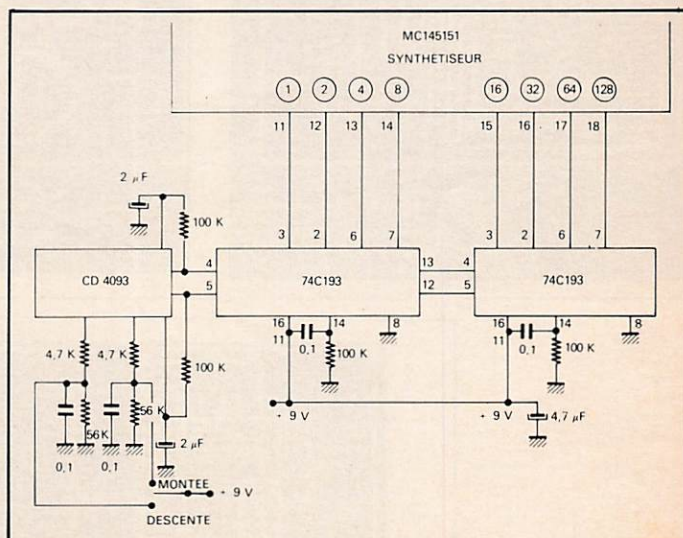 MC145151
SYNTHETISEUR
1 2 4 8 16 32 64 128
11 12 13 14 15 16 17 18
2 µF
100 K
3 2 6 7 3 2 6 7
CD 4093
4
5
74C193
13 4
12 5
74C193
16 14 8 16 14 8
11 11
0,1 0,1
4,7 K 4,7 K
100 K
100 K
100 K
56 K 56 K
0,1 0,1
2 µF
+ 9 V
+ 9 V
4,7 µF
MONTEE
+ 9 V
DESCENTE